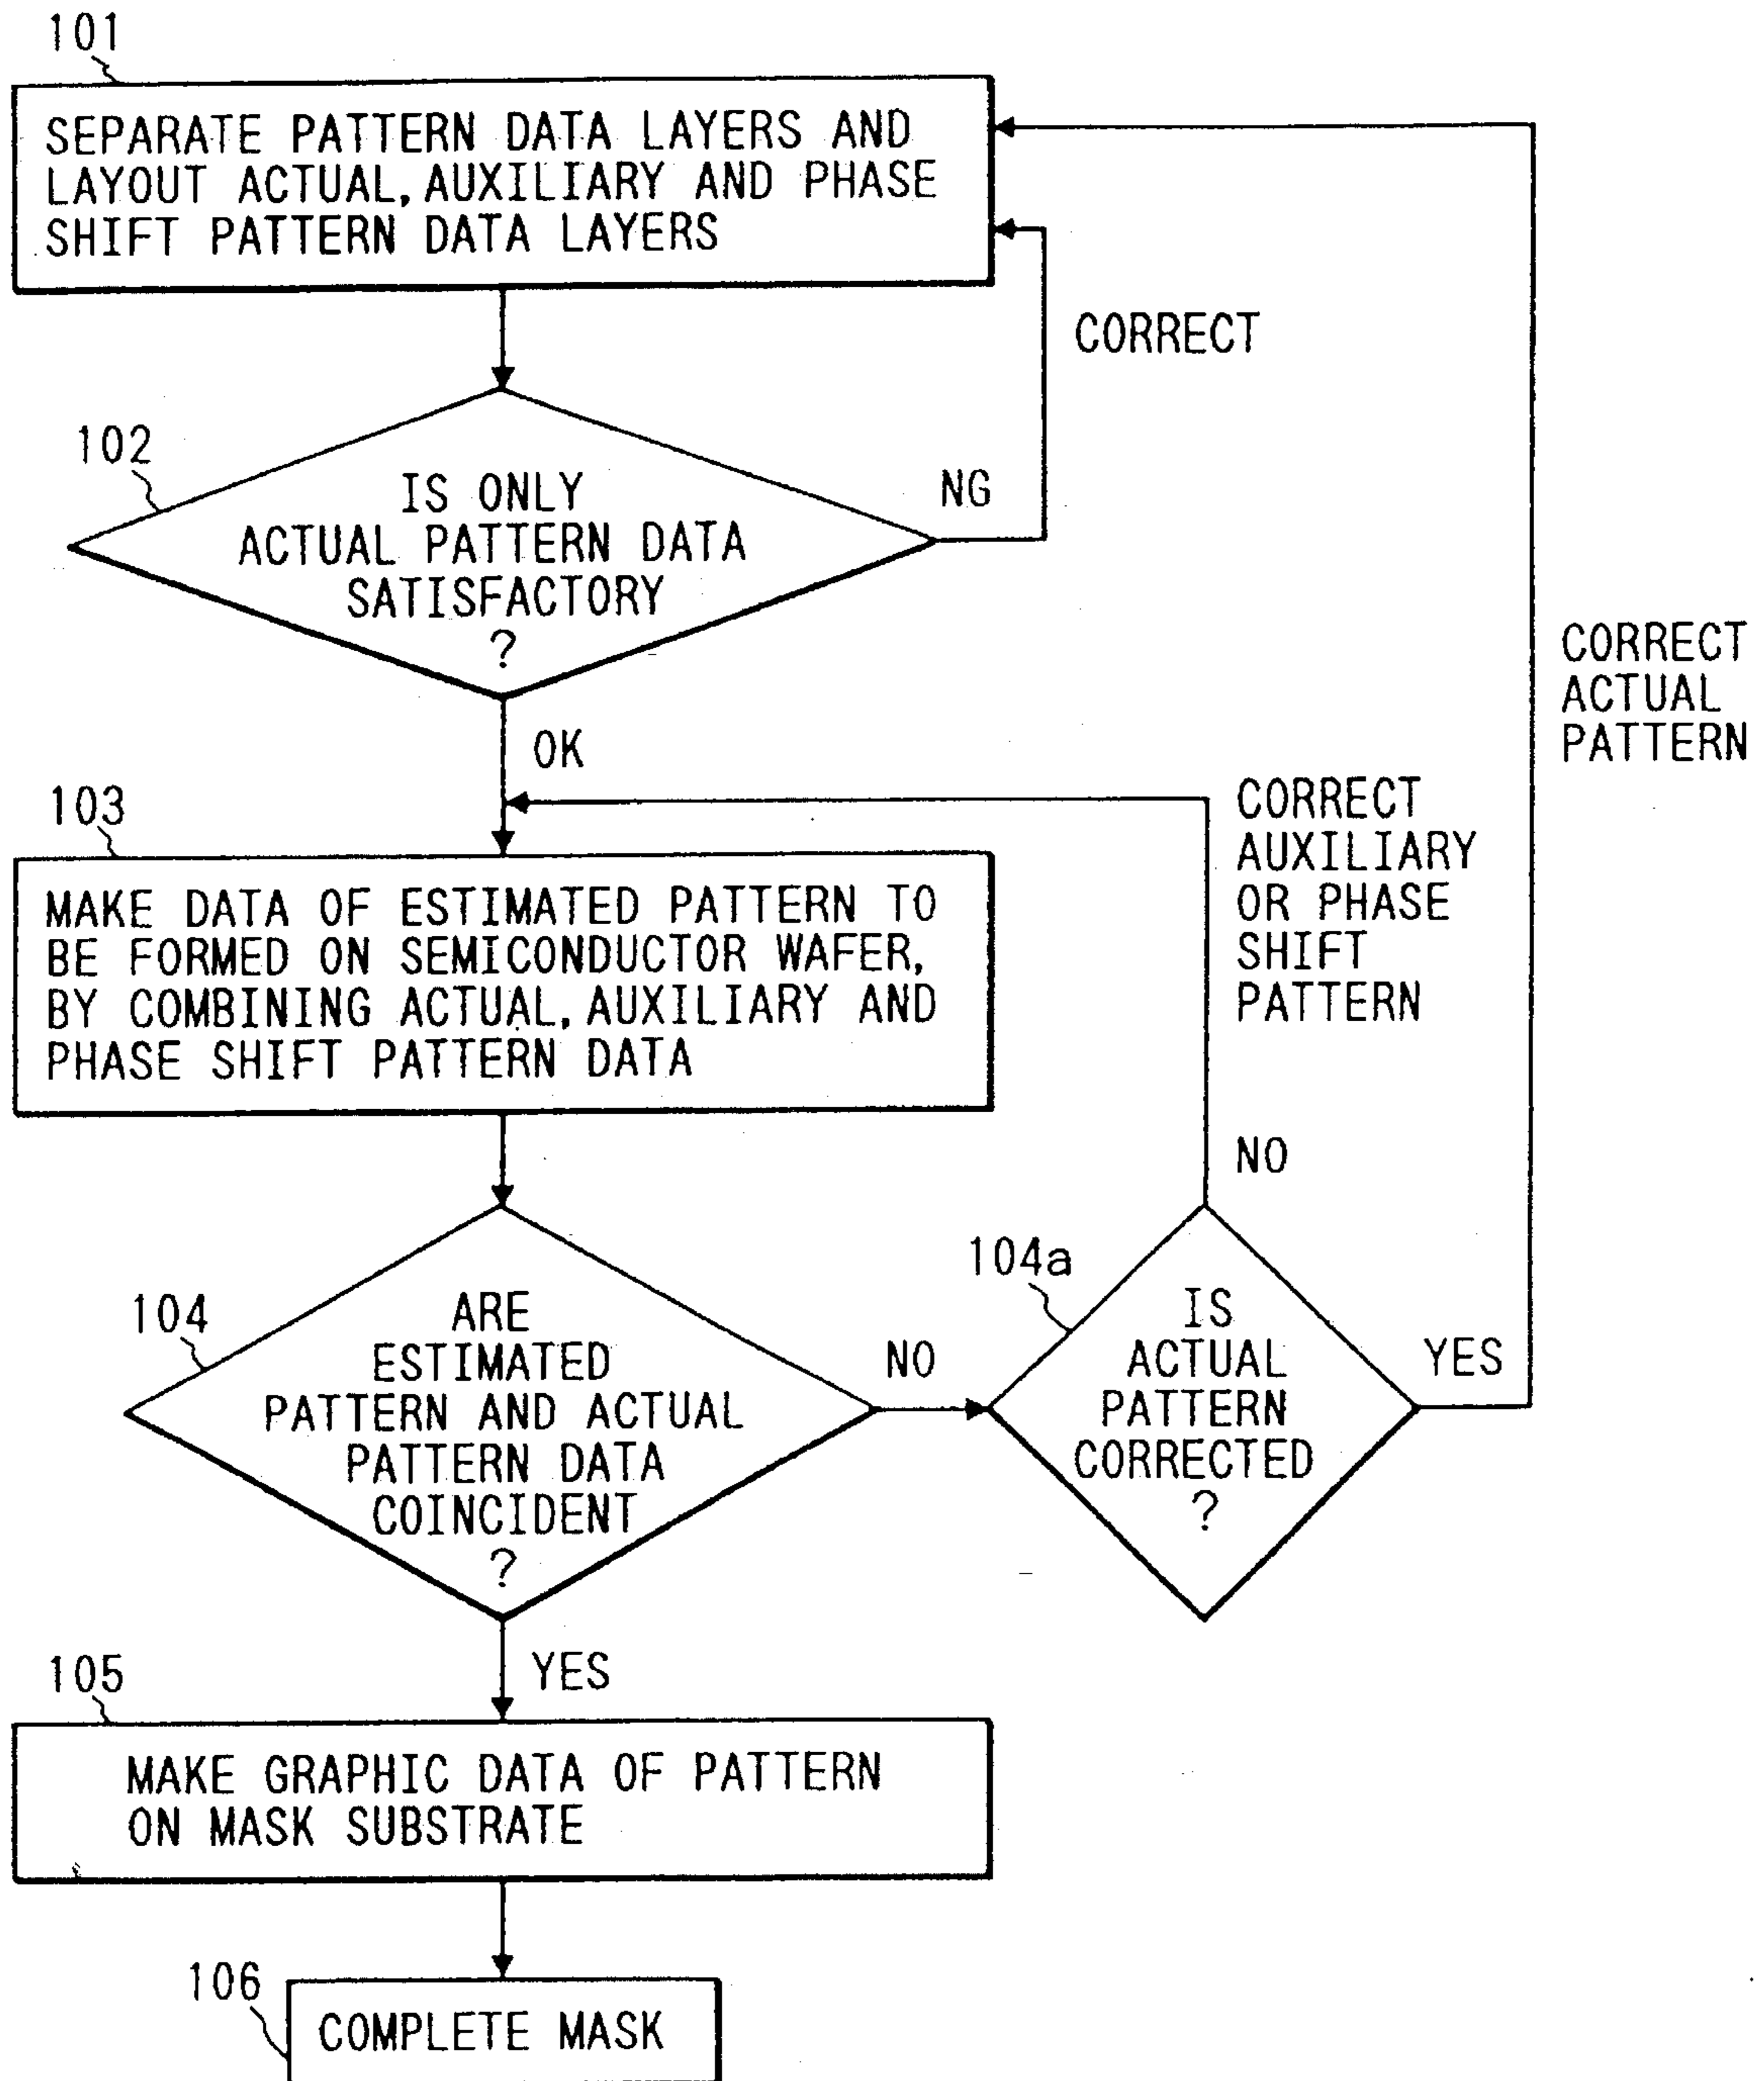 101
SEPARATE PATTERN DATA LAYERS AND
LAYOUT ACTUAL, AUXILIARY AND PHASE
SHIFT PATTERN DATA LAYERS
CORRECT
102
IS ONLY
ACTUAL PATTERN DATA
SATISFACTORY
?
NG
OK
CORRECT
ACTUAL
PATTERN
CORRECT
AUXILIARY
OR PHASE
SHIFT
PATTERN
103
MAKE DATA OF ESTIMATED PATTERN TO
BE FORMED ON SEMICONDUCTOR WAFER,
BY COMBINING ACTUAL, AUXILIARY AND
PHASE SHIFT PATTERN DATA
NO
104
ARE
ESTIMATED
PATTERN AND ACTUAL
PATTERN DATA
COINCIDENT
?
NO
104a
IS
ACTUAL
PATTERN
CORRECTED
?
YES
YES
105
MAKE GRAPHIC DATA OF PATTERN
ON MASK SUBSTRATE
106
COMPLETE MASK